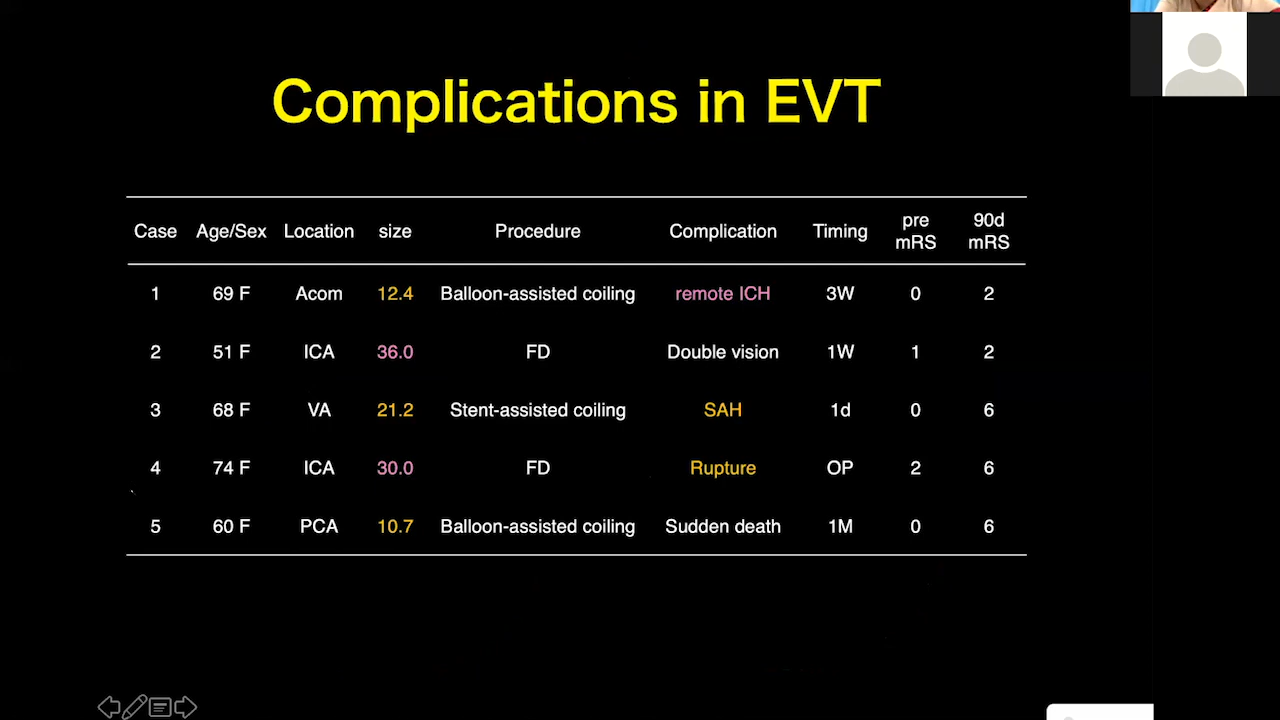 Complications in EVT
Case Age/Sex Location size Procedure Complication Timing pre mRS 90d mRS
1 69 F Acom 12.4 Balloon-assisted coiling remote ICH 3W 0 2
2 51 F ICA 36.0 FD Double vision 1W 1 2
3 68 F VA 21.2 Stent-assisted coiling SAH 1d 0 6
4 74 F ICA 30.0 FD Rupture OP 2 6
5 60 F PCA 10.7 Balloon-assisted coiling Sudden death 1M 0 6